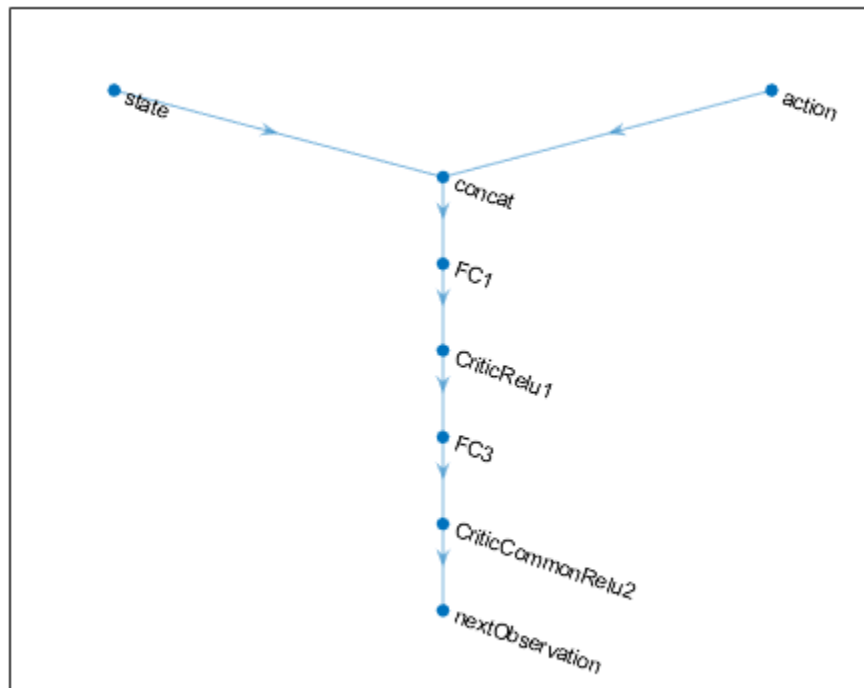 state
action
concat
FC1
CriticRelu1
FC3
CriticCommonRelu2
nextObservation